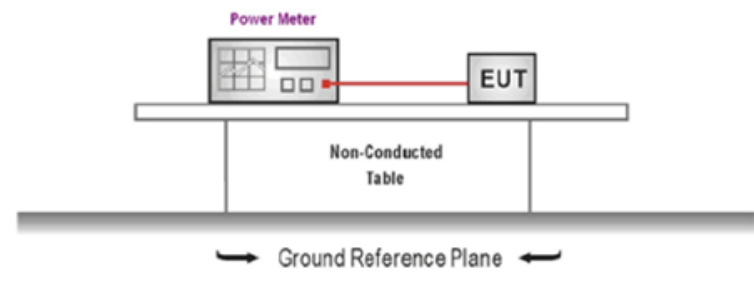 Power Meter
EUT
Non-Conducted
Table
Ground Reference Plane